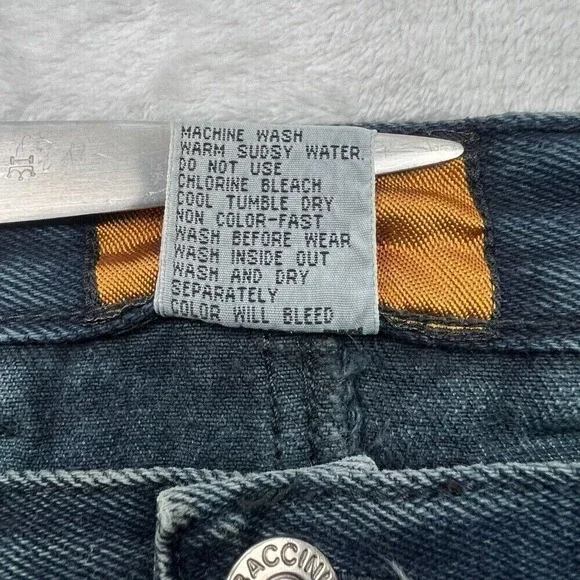 MACHINE WASH
WARM SUDSY WATER.
DO NOT USE
CHLORINE BLEACH
COOL TUMBLE DRY
NON COLOR-FAST
WASH BEFORE WEAR
WASH INSIDE OUT
WASH AND DRY
SEPARATELY
COLOR WILL BLEED